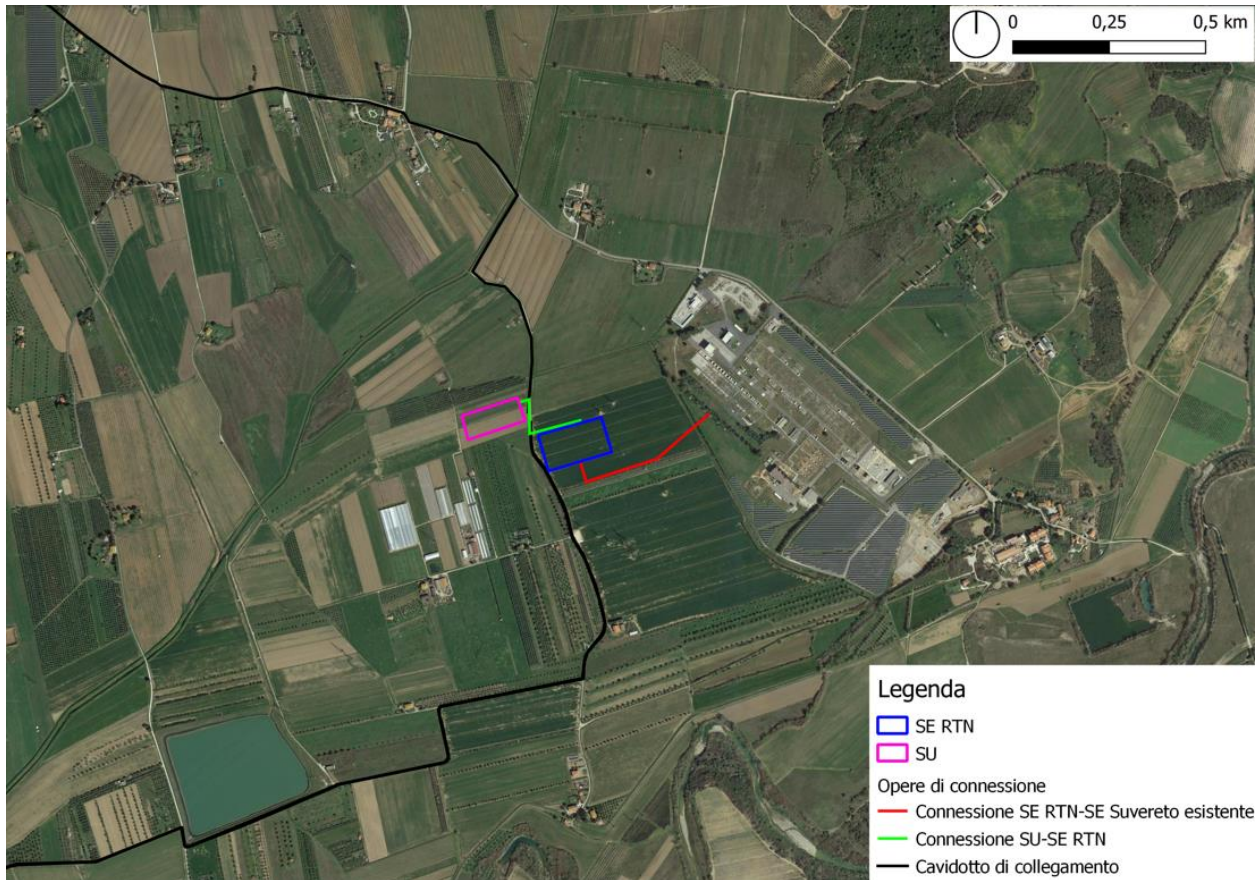 0 0,25 0,5 km
Legenda
SE RTN
SU
Opere di connessione
Connessione SE RTN-SE Suvereto esistente
Connessione SU-SE RTN
Cavidotto di collegamento